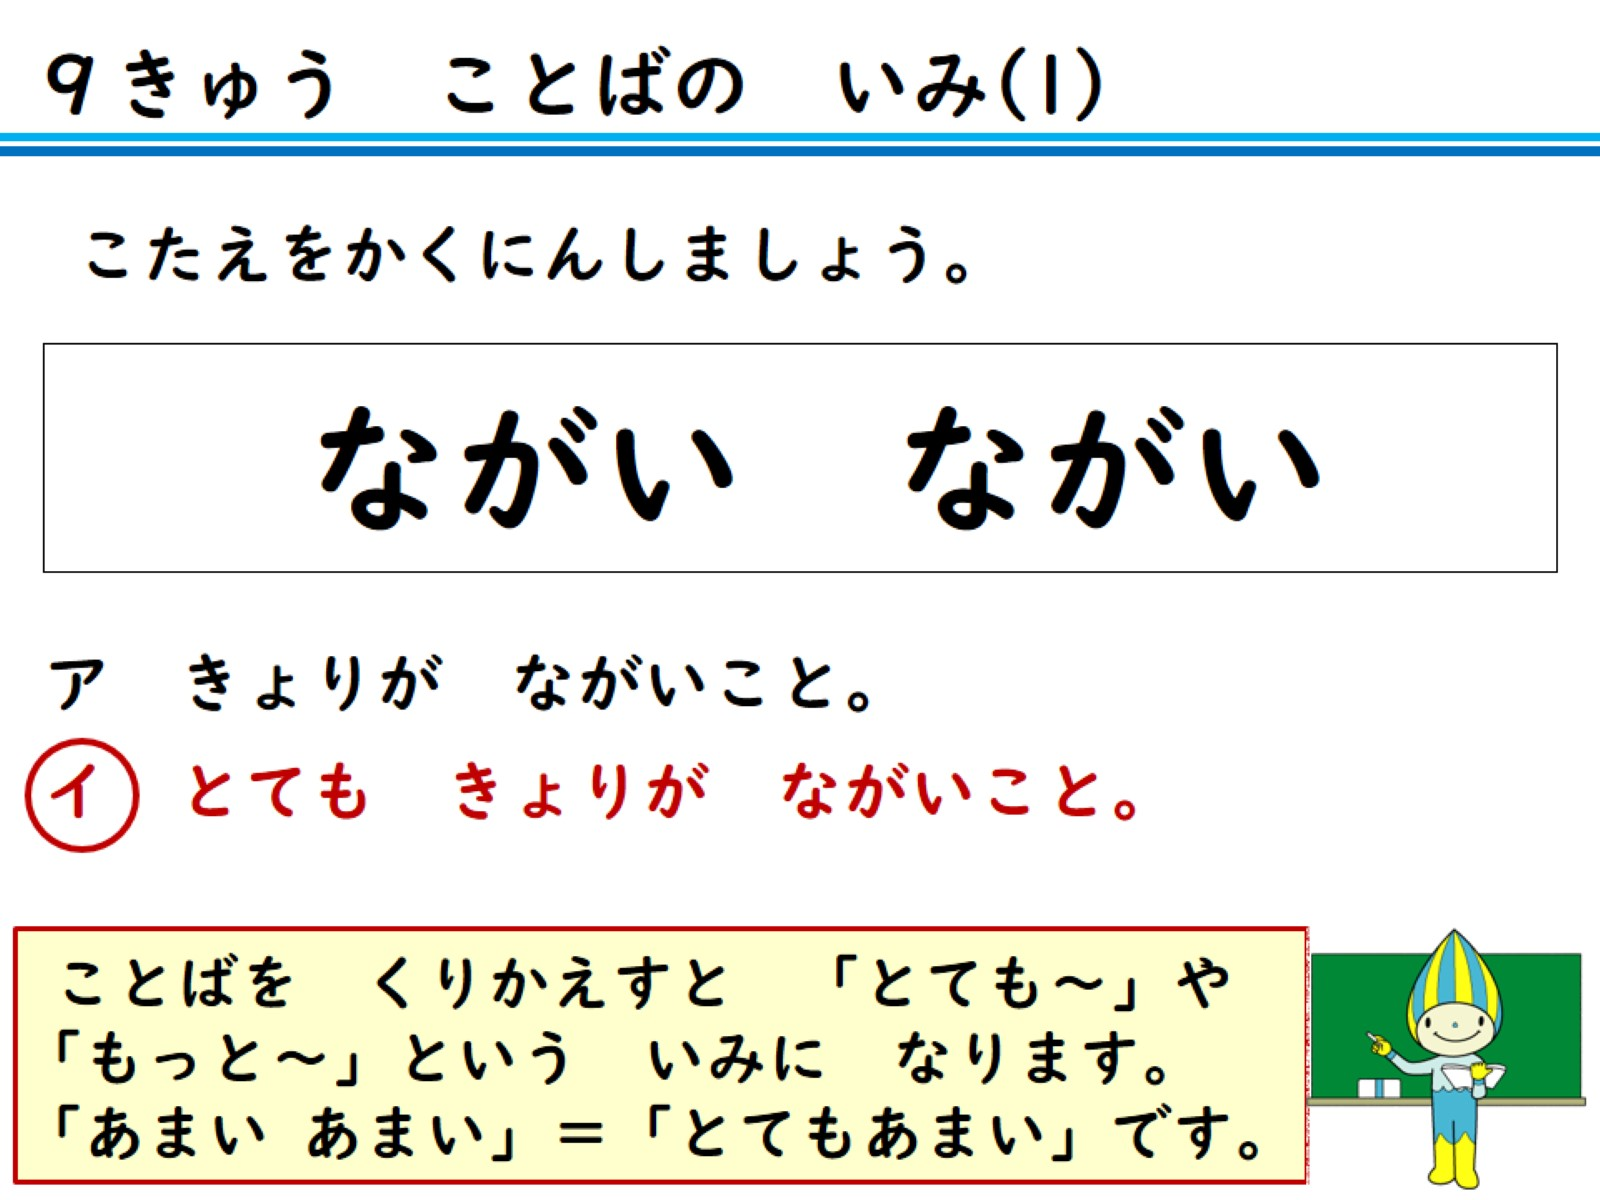 9きゅう　ことばの　いみ(1)
こたえをかくにんしましょう。
ながい　ながい
ア　きょりが　ながいこと。
イ　とても　きょりが　ながいこと。
ことばを　くりかえすと　「とても～」や
「もっと～」という　いみに　なります。
「あまい あまい」＝「とてもあまい」です。